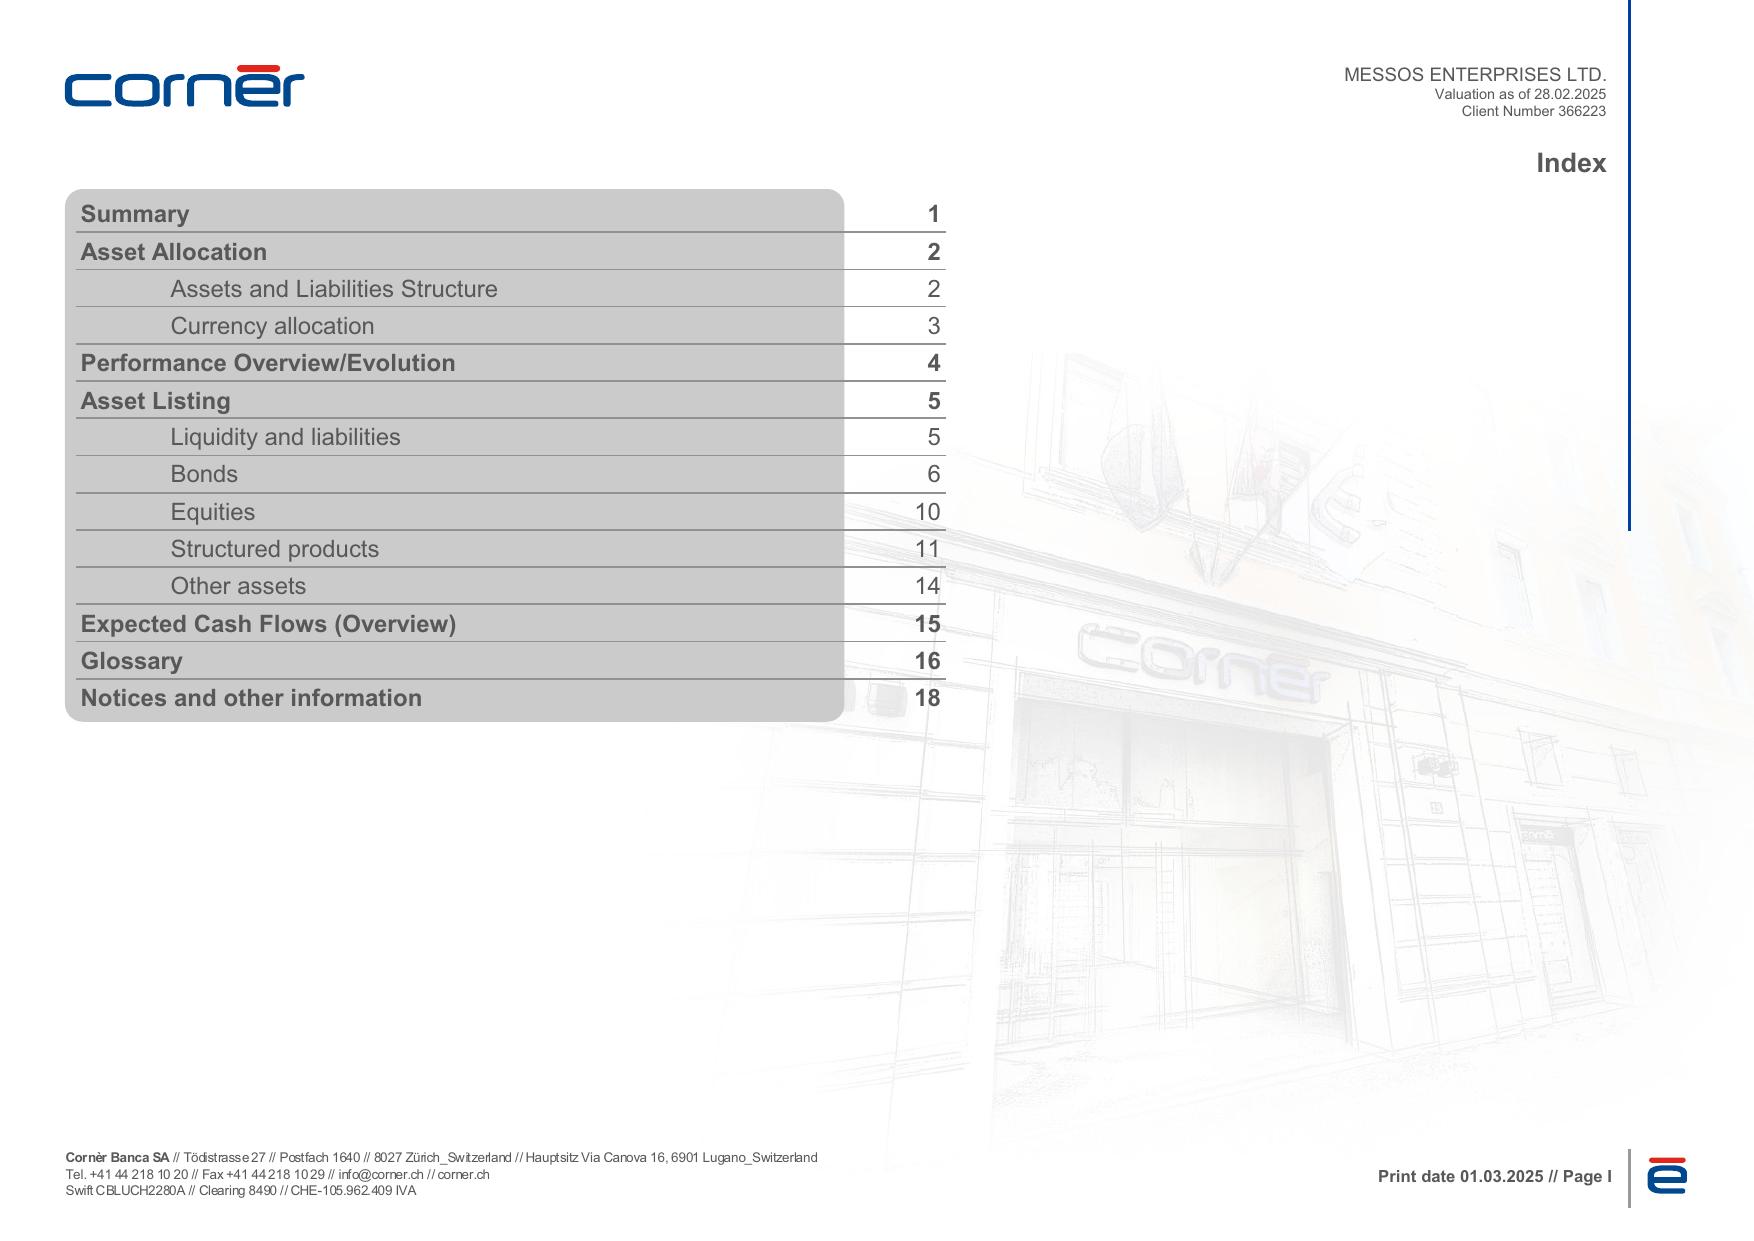 cornèr
MESSOS ENTERPRISES LTD.
Valuation as of 28.02.2025
Client Number 366223
Index
Summary 1
Asset Allocation 2
Assets and Liabilities Structure 2
Currency allocation 3
Performance Overview/Evolution 4
Asset Listing 5
Liquidity and liabilities 5
Bonds 6
Equities 10
Structured products 11
Other assets 14
Expected Cash Flows (Overview) 15
Glossary 16
Notices and other information 18
cornèr
cornèr
Cornèr Banca SA // Tödistrasse 27 // Postfach 1640 // 8027 Zürich_Switzerland // Hauptsitz Via Canova 16, 6901 Lugano_Switzerland
Tel. +41 44 218 10 20 // Fax +41 44 218 10 29 // info@corner.ch // corner.ch
Swift CBLUCH2280A // Clearing 8490 // CHE-105.962.409 IVA
Print date 01.03.2025 // Page I
è